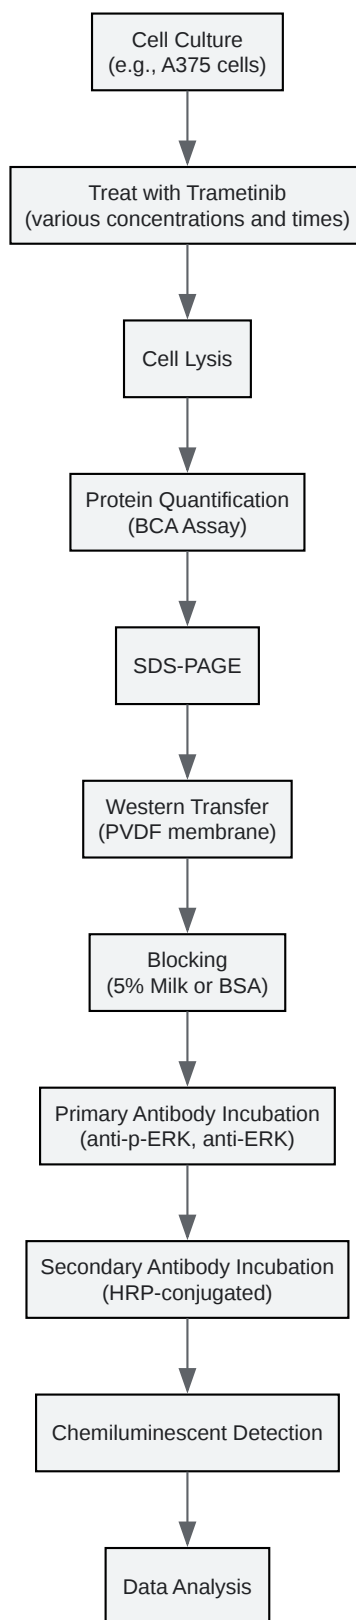 Cell Culture
(e.g., A375 cells)
Treat with Trametinib
(various concentrations and times)
Cell Lysis
Protein Quantification
(BCA Assay)
SDS-PAGE
Western Transfer
(PVDF membrane)
Blocking
(5% Milk or BSA)
Primary Antibody Incubation
(anti-p-ERK, anti-ERK)
Secondary Antibody Incubation
(HRP-conjugated)
Chemiluminescent Detection
Data Analysis